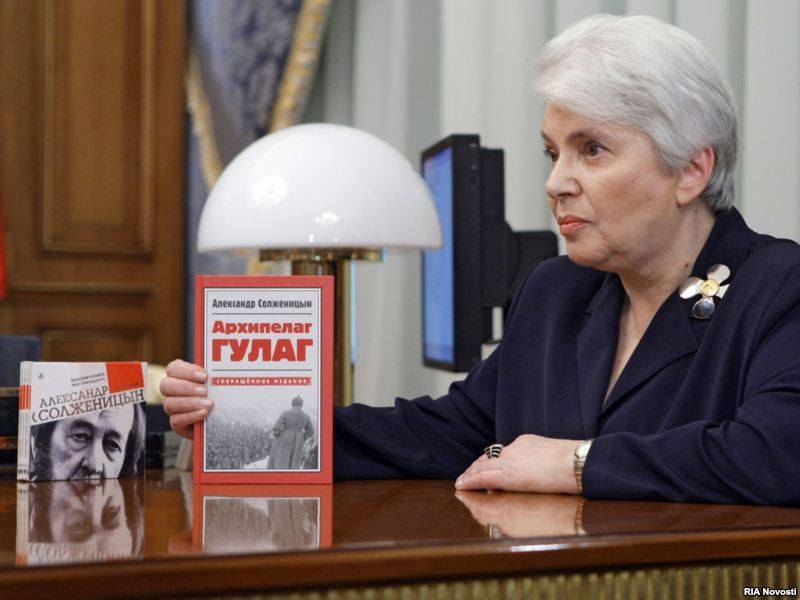 Александр Солженицын
Архипелаг
ГУЛАГ
СОКРАЩЁННОЕ ИЗДАНИЕ
АЛЕКСАНДР
СОЛЖЕНИЦЫН
RIA Novosti